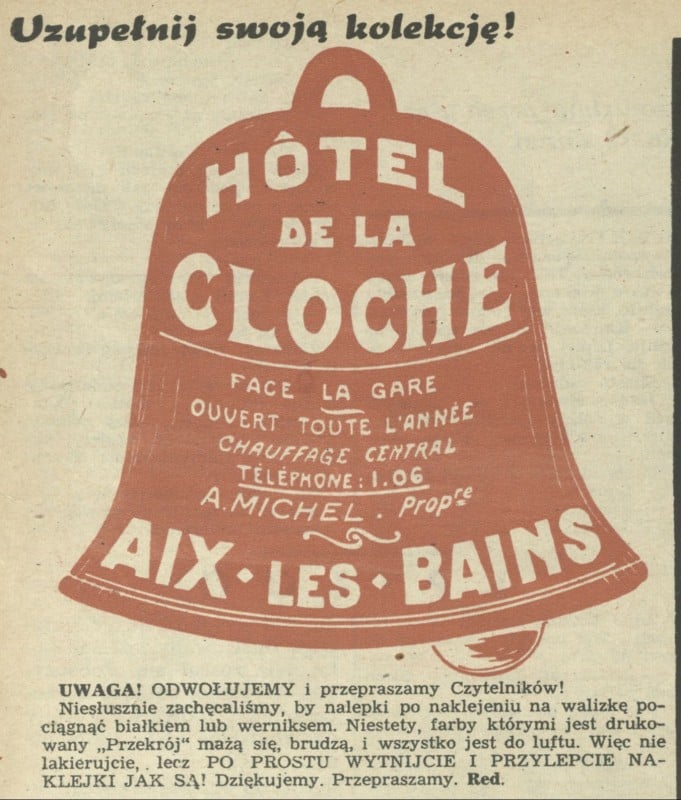 Uzupełnij swoją kolekcję!
HÔTEL
DE LA
CLOCHE
FACE LA GARE
OUVERT TOUTE L'ANNÉE
CHAUFFAGE CENTRAL
TÉLÉPHONE: 1.06
A. MICHEL. Propre
AIX·LES·BAINS
UWAGA! ODWOŁUJEMY i przepraszamy Czytelników!
Niesłusznie zachęcaliśmy, by nalepki po naklejeniu na walizkę po-
ciągnąć białkiem lub werniksem. Niestety, farby którymi jest druko-
wany „Przekrój" mażą się, brudzą, i wszystko jest do luftu. Więc nie
lakierujcie, lecz PO PROSTU WYTNIJCIE I PRZYLEPCIE NA-
KLEJKI JAK SĄ! Dziękujemy. Przepraszamy. Red.